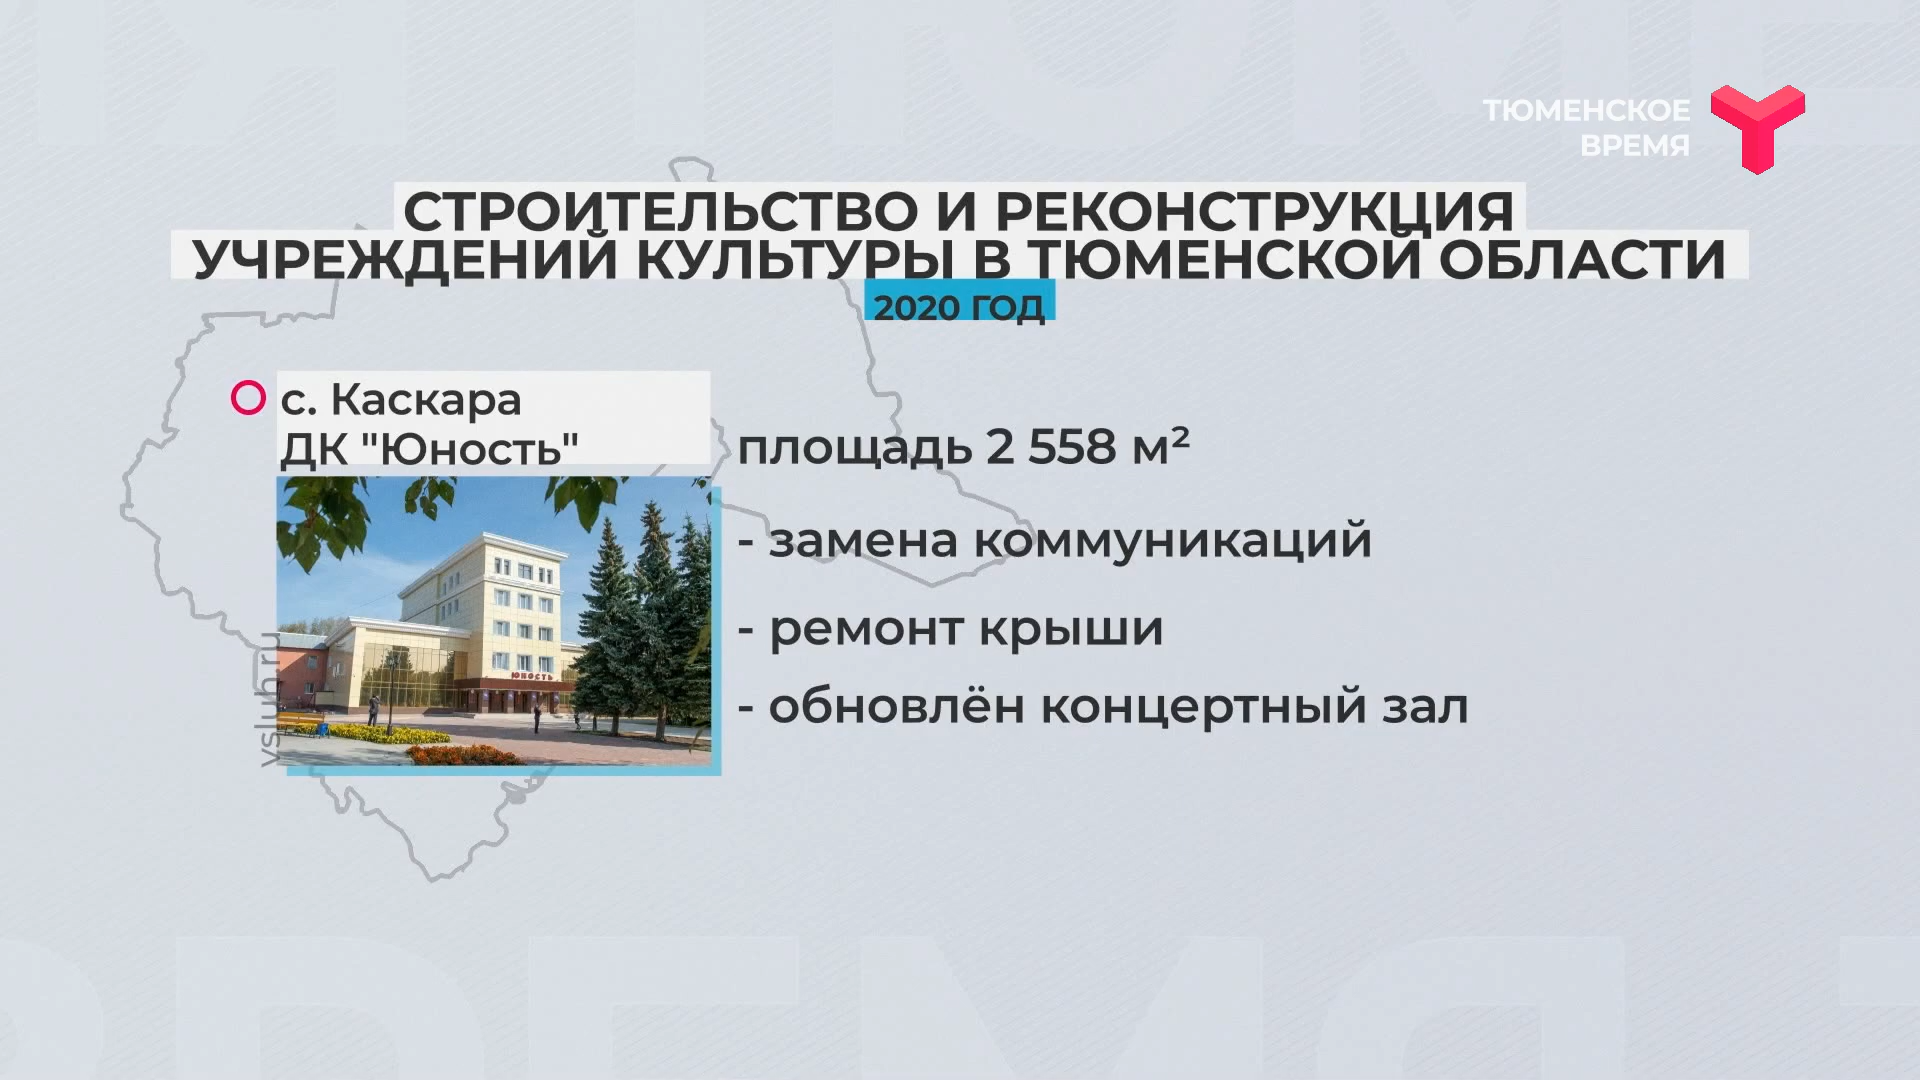 ТЮМЕНСКОЕ
ВРЕМЯ
СТРОИТЕЛЬСТВО И РЕКОНСТРУКЦИЯ
УЧРЕЖДЕНИЙ КУЛЬТУРЫ В ТЮМЕНСКОЙ ОБЛАСТИ
2020 ГОД
с. Каскара
ДК "Юность"
площадь 2 558 м²
- замена коммуникаций
- ремонт крыши
- обновлён концертный зал
vsluh.ru
ЮНОСТЬ